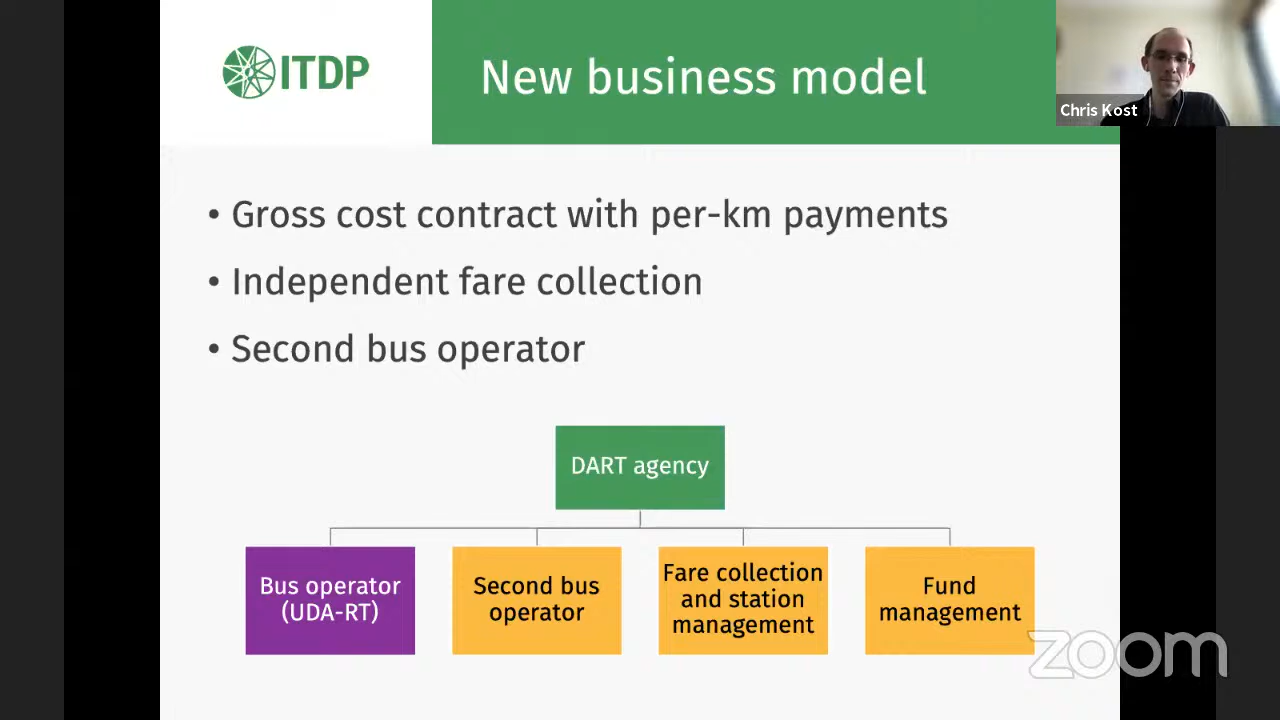 ITDP
New business model
Chris Kost
• Gross cost contract with per-km payments
• Independent fare collection
• Second bus operator
DART agency
Bus operator
(UDA-RT)
Second bus
operator
Fare collection
and station
management
Fund
management
zoom